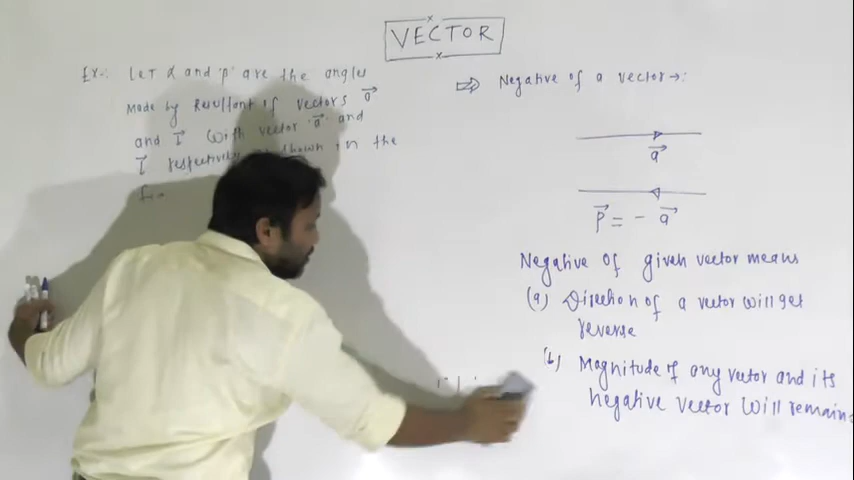 VECTOR
Ex:- Let α and 'β' are the angles
made by Resultant of vectors a⃗
and b⃗ with vector 'a⃗' and
b⃗ respectively as shown in the
⇒ Negative of a vector→:
a⃗
p⃗ = - a⃗
Negative of given vector means
(a) Direction of a vector will get
reverse
(b) Magnitude of any vector and its
negative vector will remain